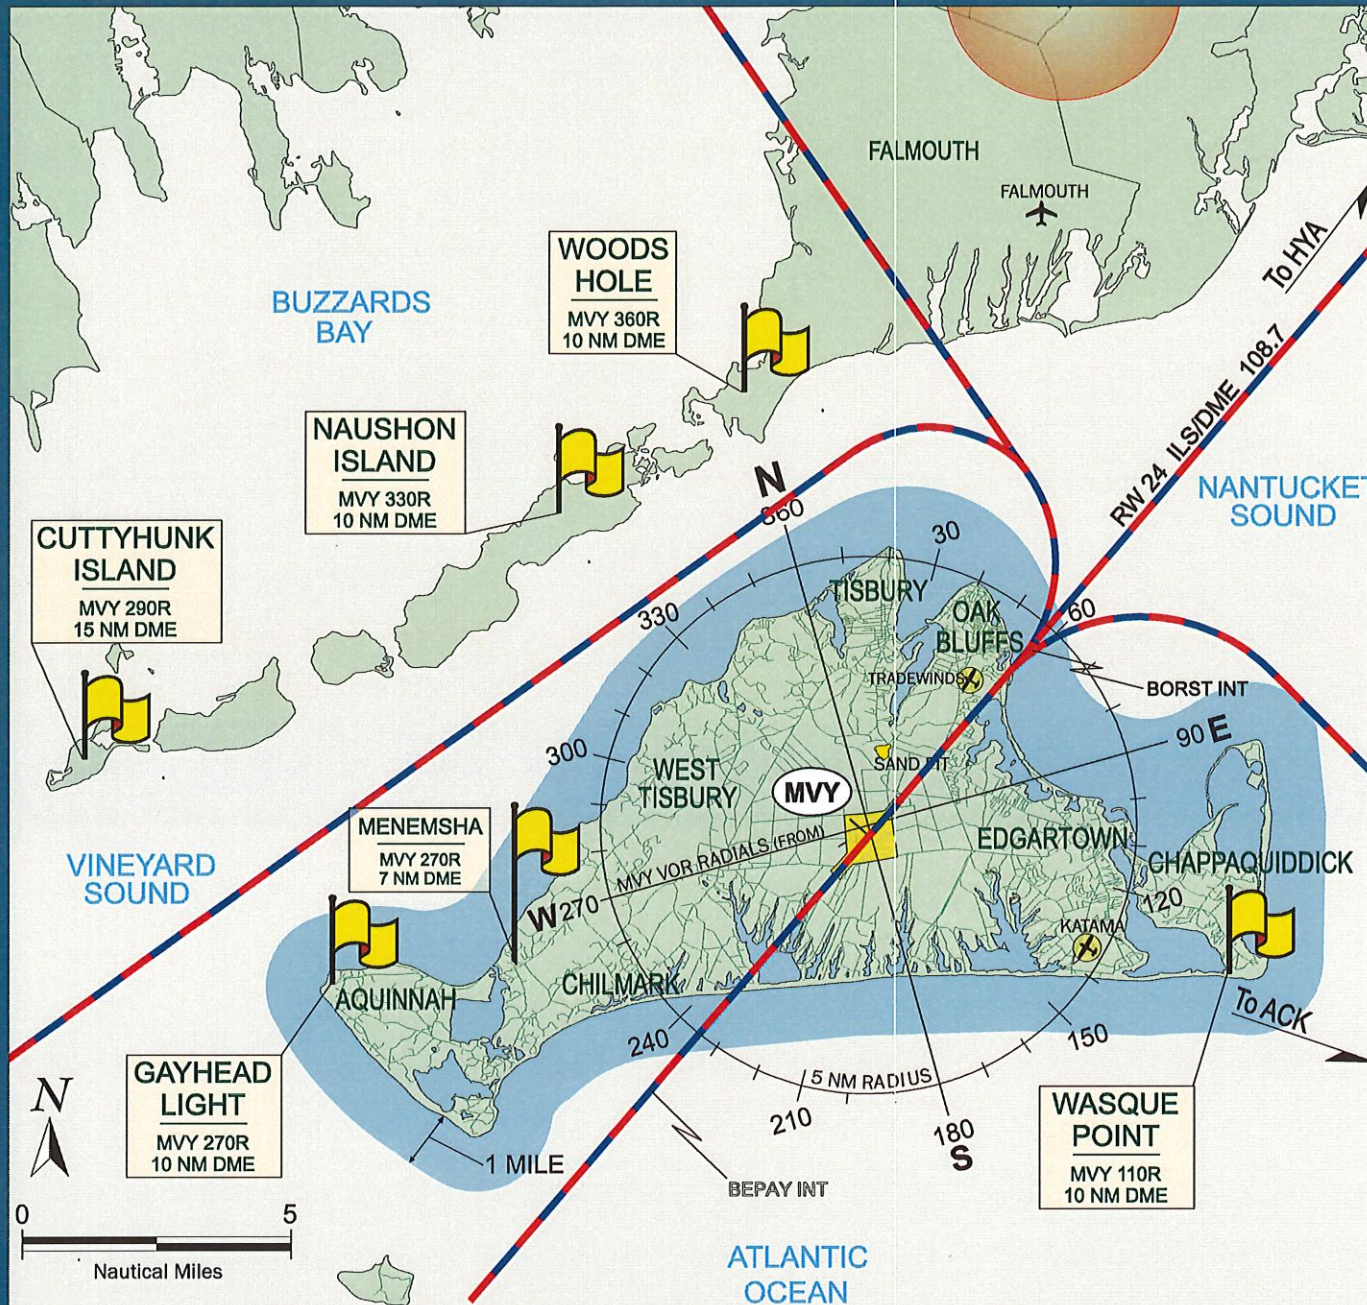 FALMOUTH
FALMOUTH
WOODS
HOLE
MVY 360R
10 NM DME
To HYA
BUZZARDS
BAY
RW 24 ILS/DME 108.7
NAUSHON
ISLAND
MVY 330R
10 NM DME
NANTUCKET
SOUND
N
360
30
CUTTYHUNK
ISLAND
MVY 290R
15 NM DME
TISBURY
OAK
BLUFFS
60
330
TRADEWINDS
BORST INT
90 E
300
SAND PIT
WEST
TISBURY
MVY
MENEMSHA
MVY 270R
7 NM DME
MVY VOR RADIALS (FROM)
EDGARTOWN
CHAPPAQUIDDICK
VINEYARD
SOUND
W 270
120
KATAMA
AQUINNAH
CHILMARK
To ACK
240
150
GAYHEAD
LIGHT
MVY 270R
10 NM DME
N
5 NM RADIUS
210
180
S
WASQUE
POINT
MVY 110R
10 NM DME
1 MILE
BEPAY INT
0 5
Nautical Miles
ATLANTIC
OCEAN